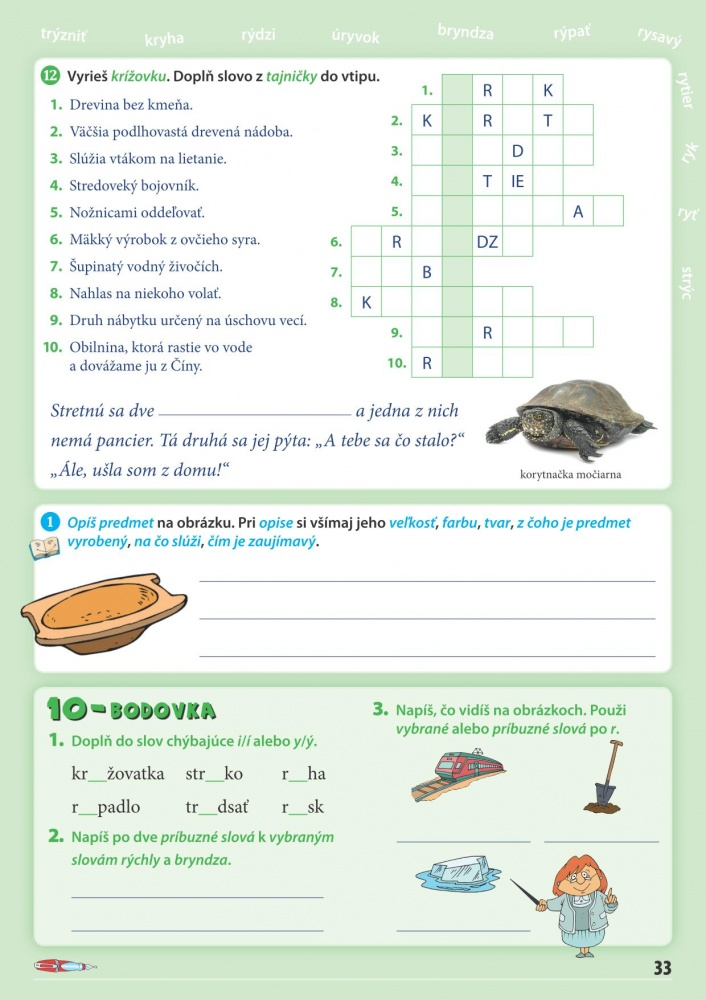 trýzniť kryha rýdzi úryvok bryndza rýpať rysavý
rytier
kýr
ryť
strýc
12 Vyrieš krížovku. Doplň slovo z tajničky do vtipu.
1. Drevina bez kmeňa.
2. Väčšia podlhovastá drevená nádoba.
3. Slúžia vtákom na lietanie.
4. Stredoveký bojovník.
5. Nožnicami oddeľovať.
6. Mäkký výrobok z ovčieho syra.
7. Šupinatý vodný živočích.
8. Nahlas na niekoho volať.
9. Druh nábytku určený na úschovu vecí.
10. Obilnina, ktorá rastie vo vode
a dovážame ju z Číny.
1. R K
2. K R T
3. D
4. T IE
5. A
6. R DZ
7. B
8. K
9. R
10. R
Stretnú sa dve ____ a jedna z nich
nemá pancier. Tá druhá sa jej pýta: „A tebe sa čo stalo?“
„Ále, ušla som z domu!“
korytnačka močiarna
1 Opíš predmet na obrázku. Pri opise si všímaj jeho veľkosť, farbu, tvar, z čoho je predmet
vyrobený, na čo slúži, čím je zaujímavý.
10-BODOVKA
1. Doplň do slov chýbajúce i/í alebo y/ý.
kr__žovatka str__ko r__ha
r__padlo tr__dsať r__sk
2. Napíš po dve príbuzné slová k vybraným
slovám rýchly a bryndza.
3. Napíš, čo vidíš na obrázkoch. Použi
vybrané alebo príbuzné slová po r.
33